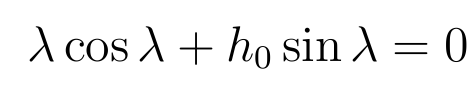 λ cos λ + h₀ sin λ = 0